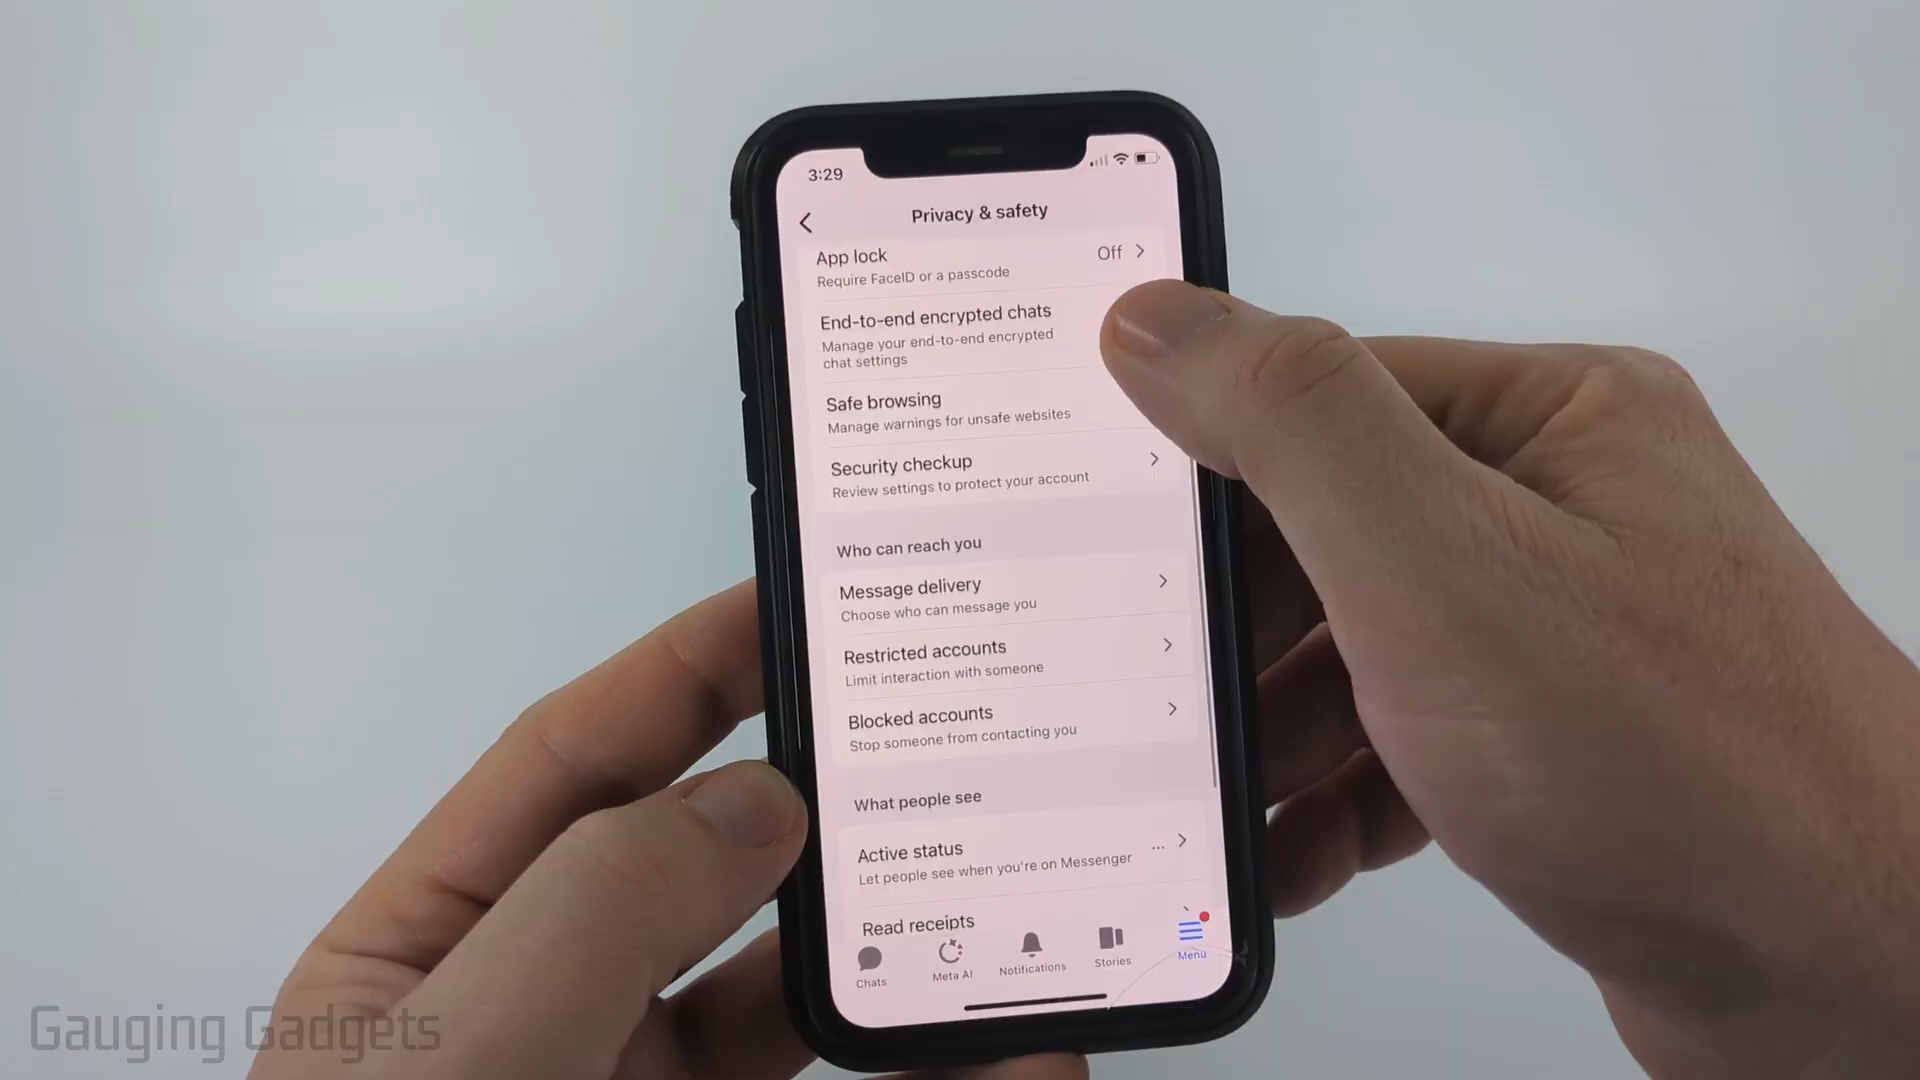 3:29
Privacy & safety
App lock
Off
Require FaceID or a passcode
End-to-end encrypted chats
Manage your end-to-end encrypted
chat settings
Safe browsing
Manage warnings for unsafe websites
Security checkup
Review settings to protect your account
Who can reach you
Message delivery
Choose who can message you
Restricted accounts
Limit interaction with someone
Blocked accounts
Stop someone from contacting you
What people see
Active status
...
Let people see when you're on Messenger
Read receipts
Chats
Meta AI
Notifications
Stories
Menu
Gauging Gadgets